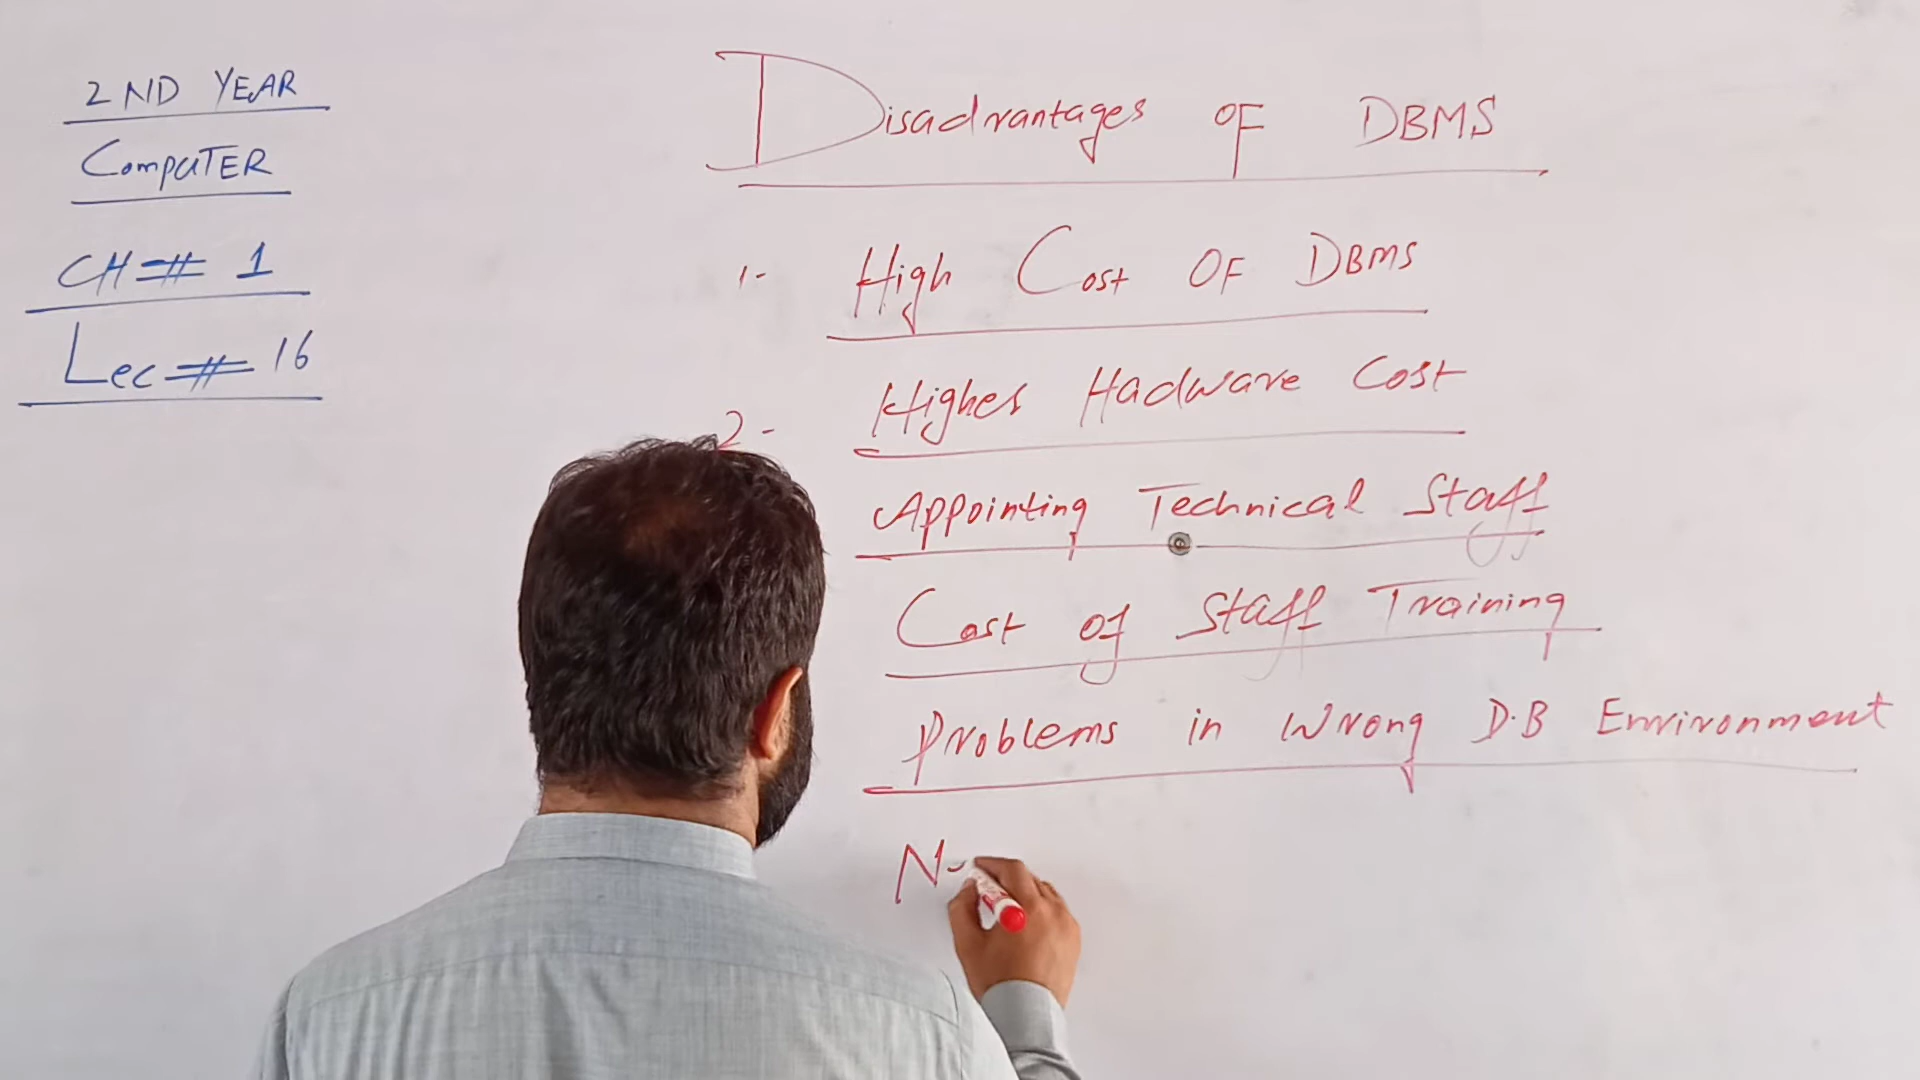 2ND YEAR
COMPUTER
CH# 1
Lec# 16
Disadvantages OF DBMS
1- High Cost OF DBMS
2- Higher Hadware Cost
Appointing Technical Staff
Cost of Staff Training
Problems in Wrong D.B Environment
N